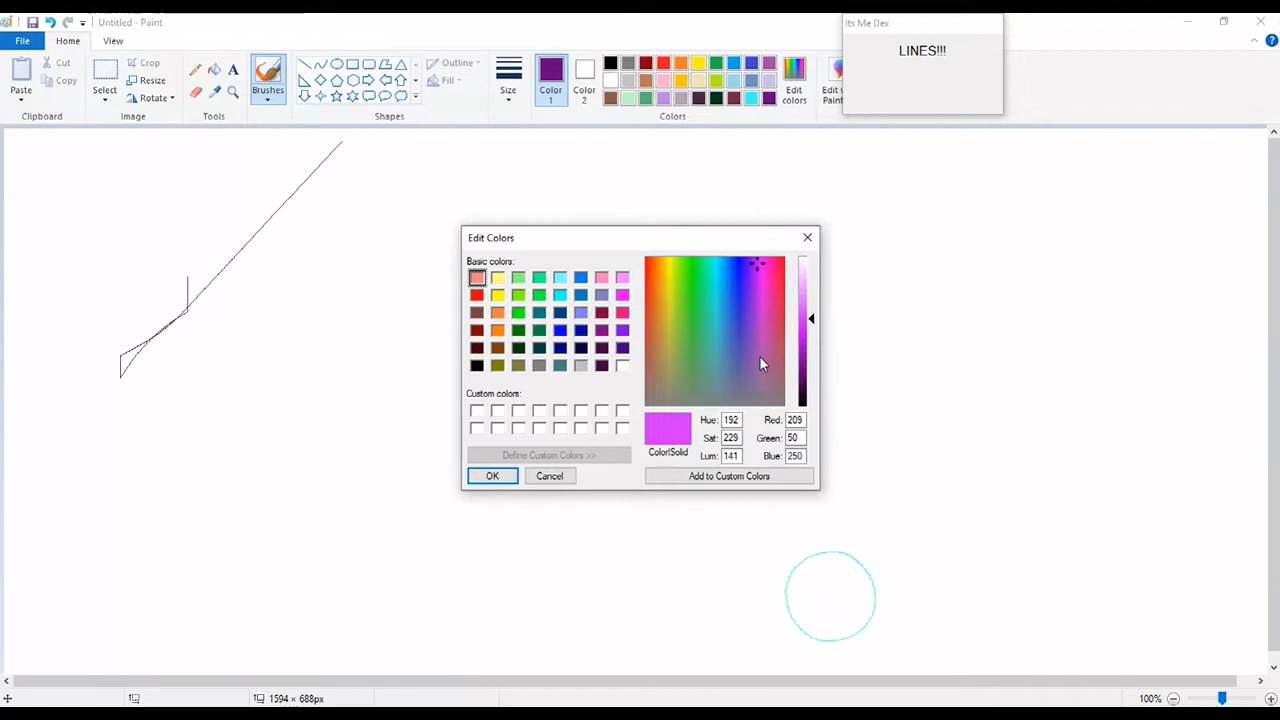 Untitled - Paint
Its Me Dex
LINES!!!
File
Home
View
Paste
Cut
Copy
Clipboard
Select
Crop
Resize
Rotate
Image
Tools
Brushes
Shapes
Outline
Fill
Size
Color
1
Color
2
Edit
colors
Edit w
Paint
Colors
Edit Colors
Basic colors:
Custom colors:
Define Custom Colors >>
OK
Cancel
Color|Solid
Hue: 192
Sat: 229
Lum: 141
Red: 209
Green: 50
Blue: 250
Add to Custom Colors
1594 × 688px
100%